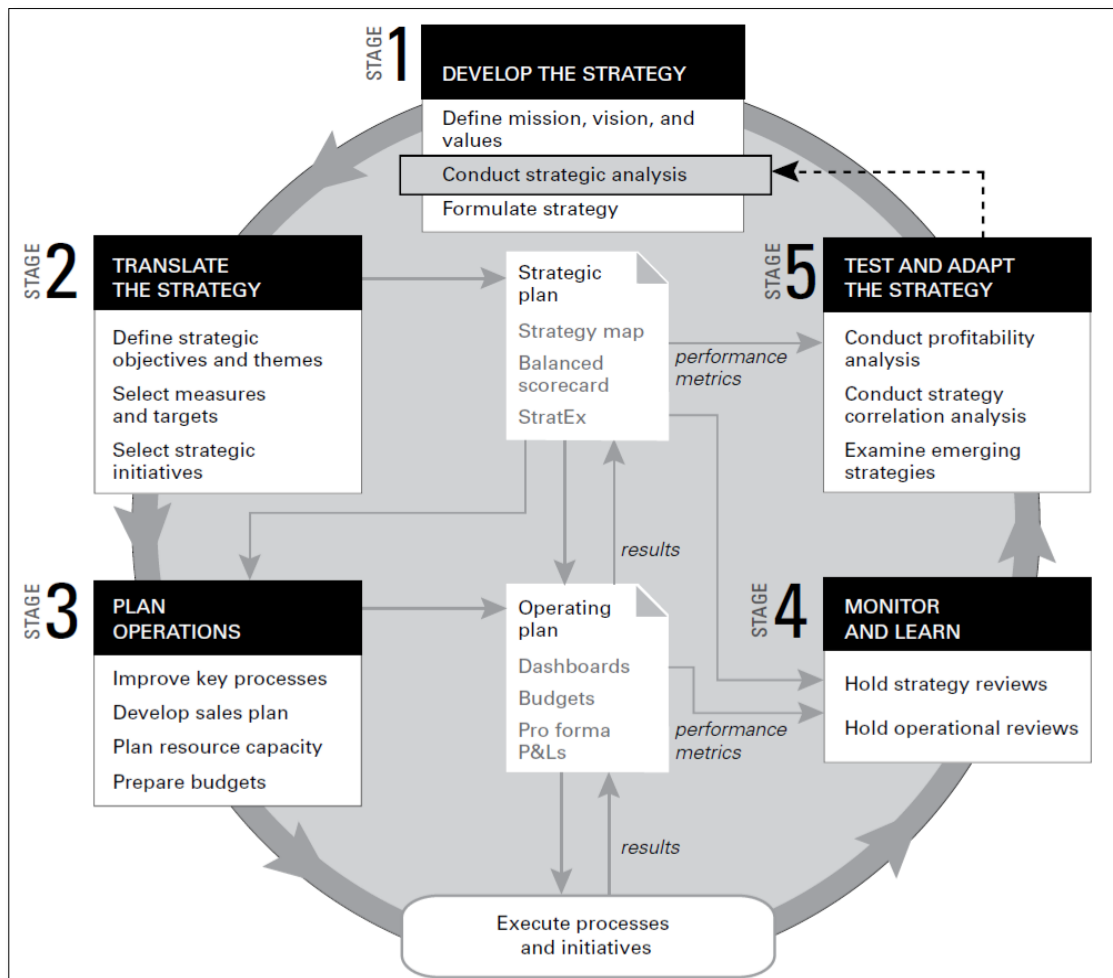 STAGE 1
DEVELOP THE STRATEGY
Define mission, vision, and
values
Conduct strategic analysis
Formulate strategy
STAGE 2
TRANSLATE
THE STRATEGY
Define strategic
objectives and themes
Select measures
and targets
Select strategic
initiatives
Strategic
plan
Strategy map
Balanced
scorecard
StratEx
performance
metrics
STAGE 5
TEST AND ADAPT
THE STRATEGY
Conduct profitability
analysis
Conduct strategy
correlation analysis
Examine emerging
strategies
results
STAGE 3
PLAN
OPERATIONS
Improve key processes
Develop sales plan
Plan resource capacity
Prepare budgets
Operating
plan
Dashboards
Budgets
Pro forma
P&Ls
performance
metrics
STAGE 4
MONITOR
AND LEARN
Hold strategy reviews
Hold operational reviews
results
Execute processes
and initiatives